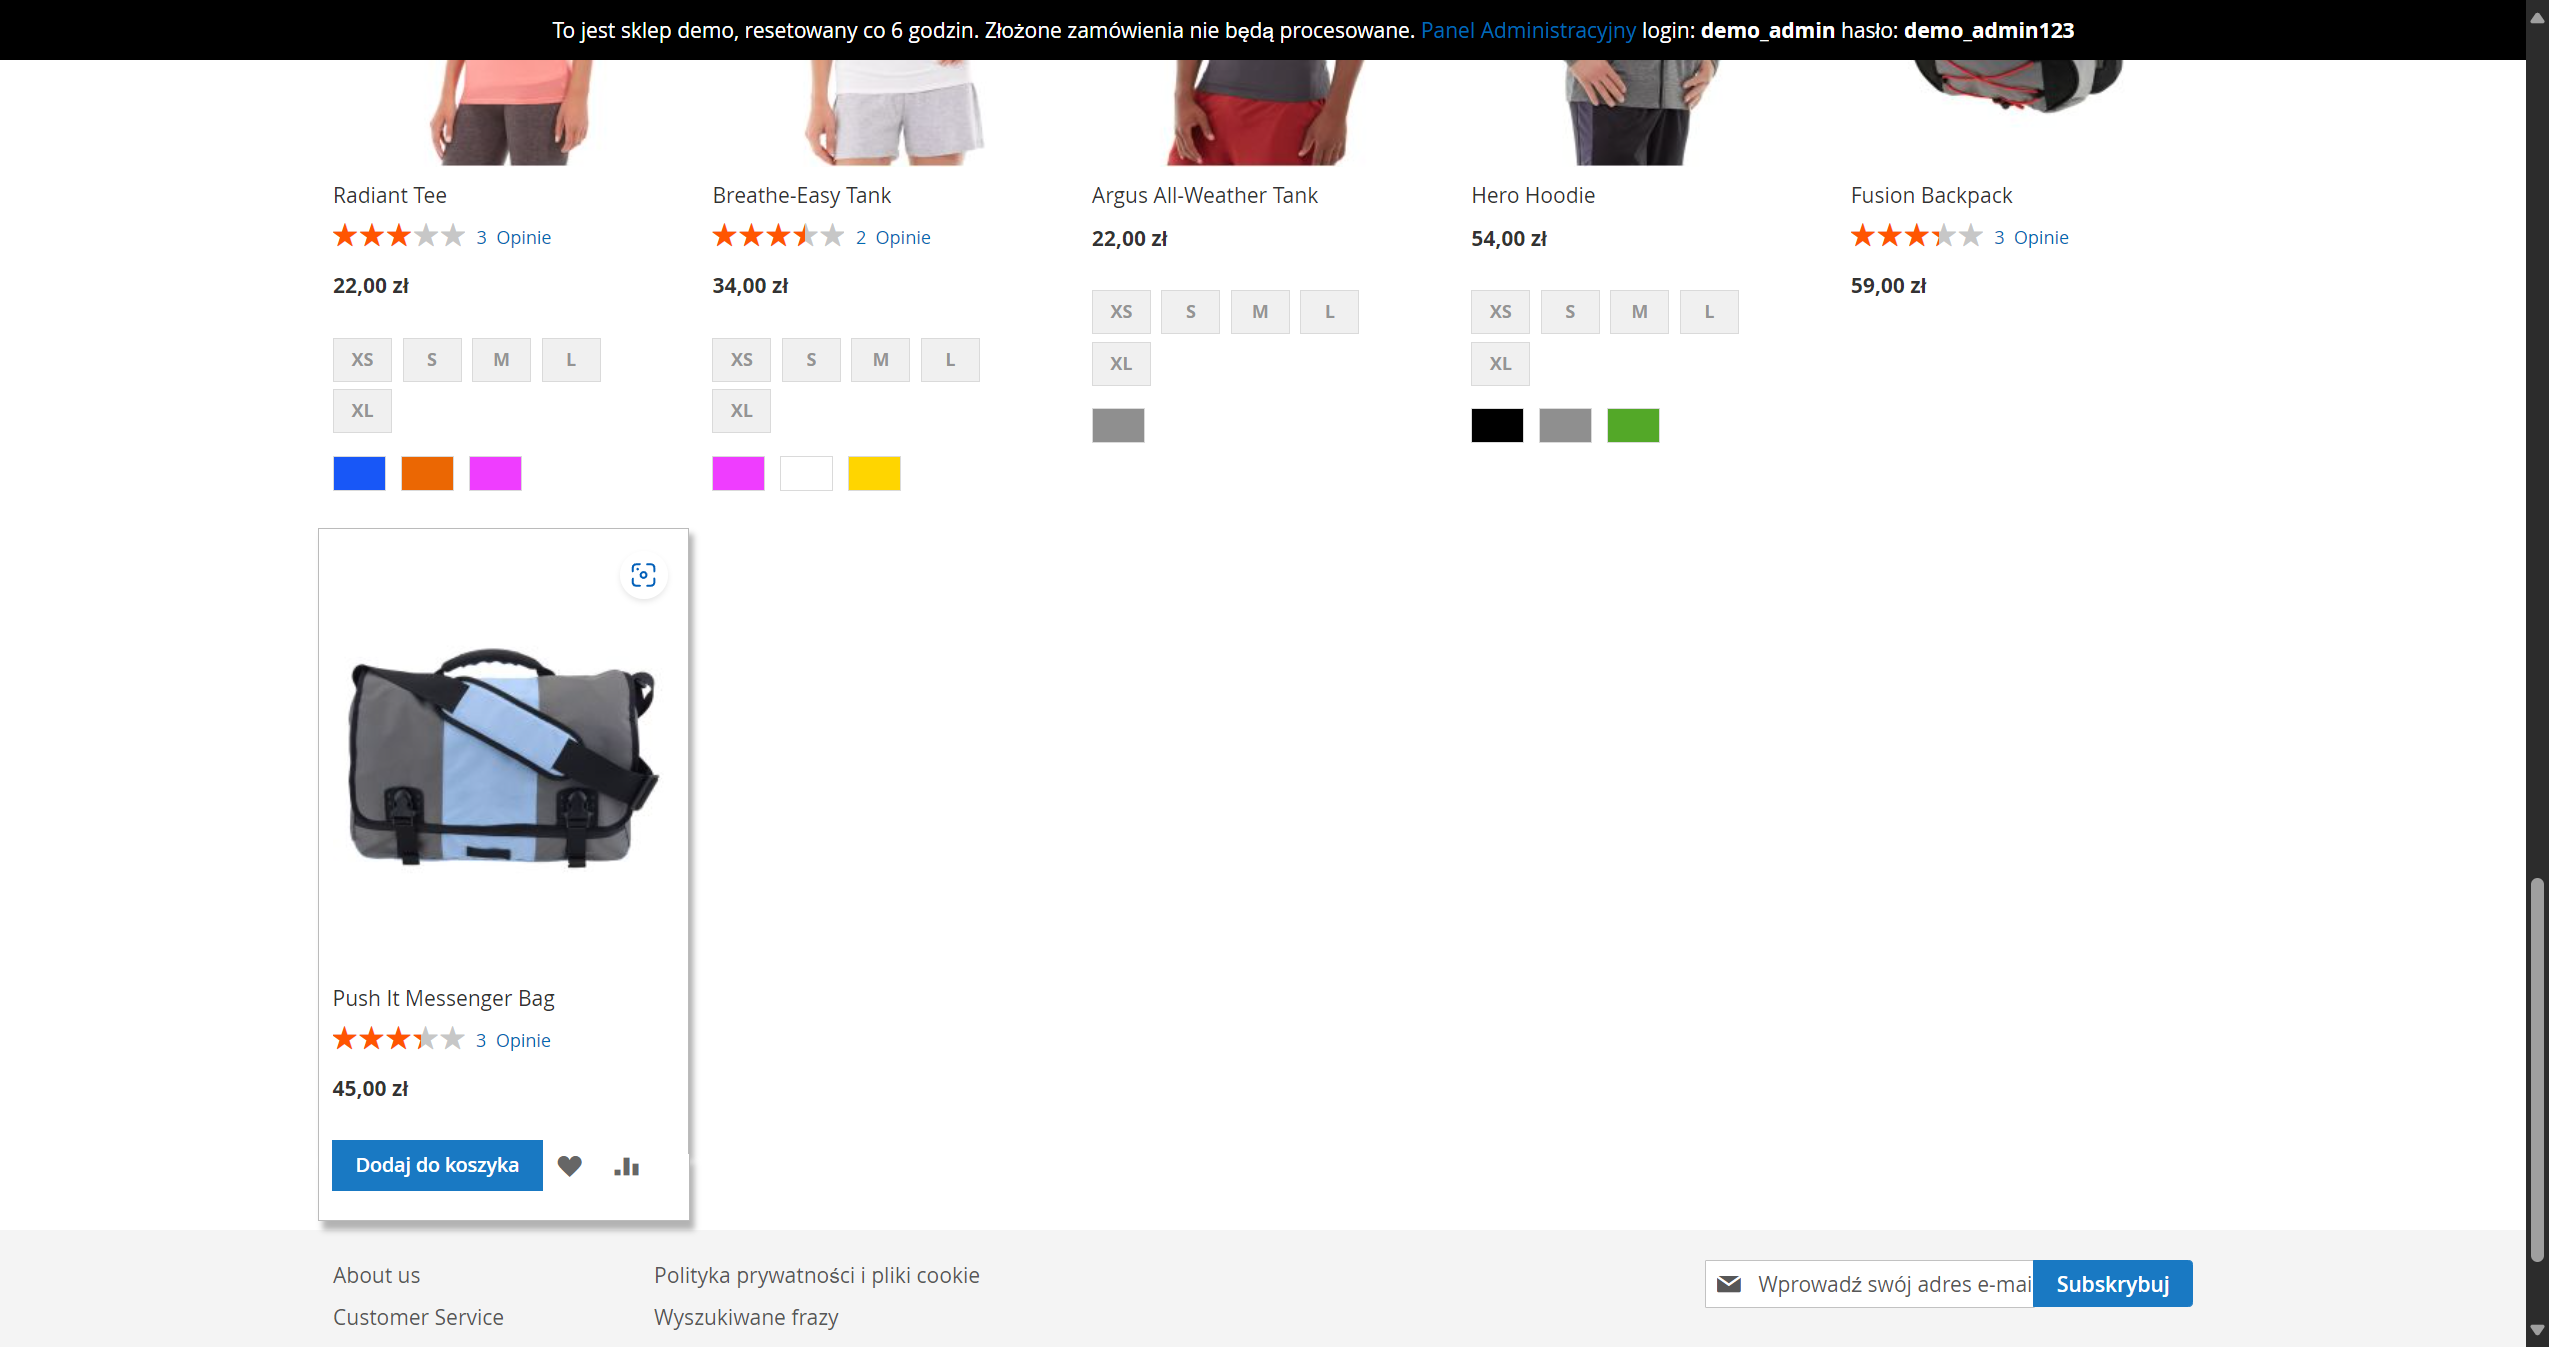 To jest sklep demo, resetowany co 6 godzin. Złożone zamówienia nie będą procesowane. Panel Administracyjny login: demo_admin hasło: demo_admin123
Radiant Tee
3 Opinie
22,00 zł
XS S M L
XL
Breathe-Easy Tank
2 Opinie
34,00 zł
XS S M L
XL
Argus All-Weather Tank
22,00 zł
XS S M L
XL
Hero Hoodie
54,00 zł
XS S M L
XL
Fusion Backpack
3 Opinie
59,00 zł
Push It Messenger Bag
3 Opinie
45,00 zł
Dodaj do koszyka
About us
Customer Service
Polityka prywatności i pliki cookie
Wyszukiwane frazy
Wprowadź swój adres e-mai
Subskrybuj